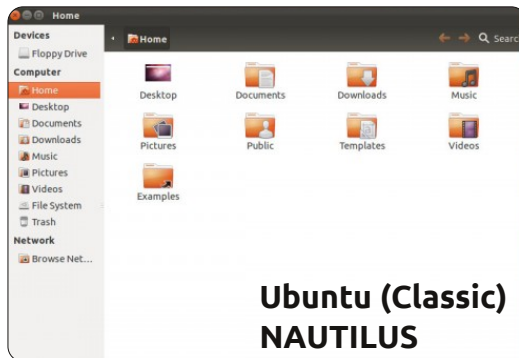 Home
Devices
Floppy Drive
Computer
Home
Desktop
Documents
Downloads
Music
Pictures
Videos
File System
Trash
Network
Browse Net...
Home
Searc
Desktop
Documents
Downloads
Music
Pictures
Public
Templates
Videos
Examples
Ubuntu (Classic)
NAUTILUS